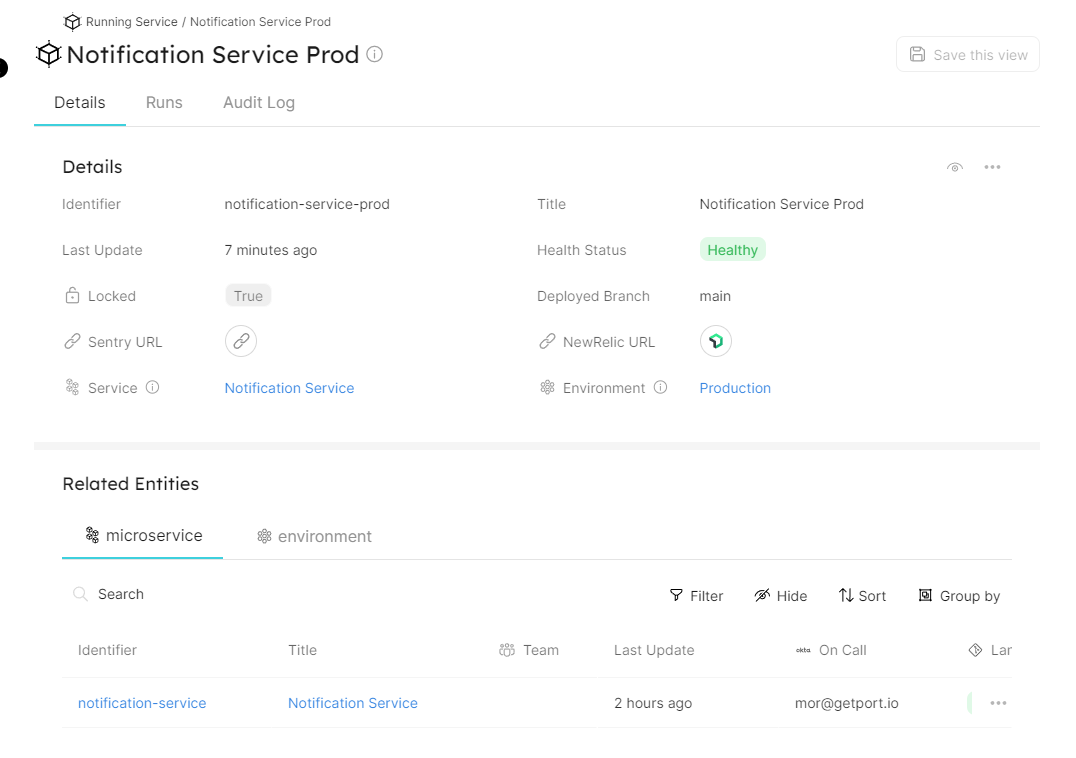 Running Service / Notification Service Prod
Notification Service Prod
Save this view
Details Runs Audit Log
Details
Identifier notification-service-prod Title Notification Service Prod
Last Update 7 minutes ago Health Status Healthy
Locked True Deployed Branch main
Sentry URL NewRelic URL
Service Notification Service Environment Production
Related Entities
microservice environment
Search Filter Hide Sort Group by
Identifier Title Team Last Update okta On Call Lar
notification-service Notification Service 2 hours ago mor@getport.io